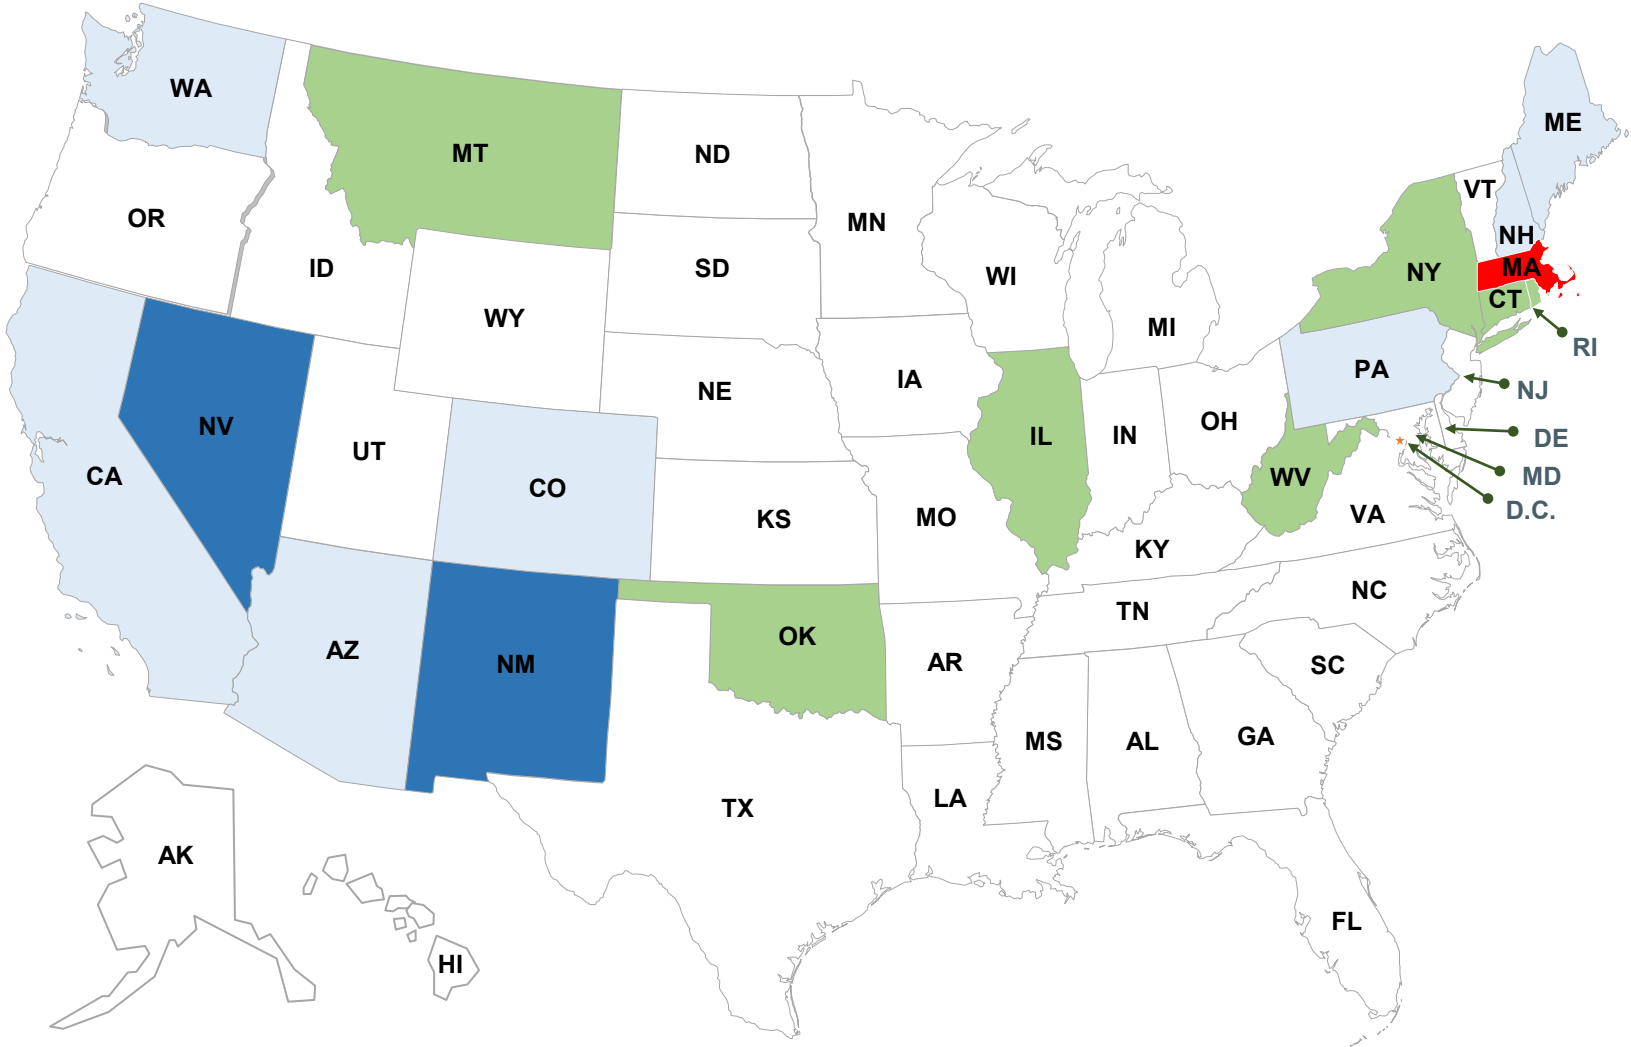 WA
MT
ND
ME
OR
MN
VT
NH
ID
SD
WI
NY
MA
CT
WY
MI
RI
NE
IA
PA
NJ
NV
UT
IL
IN
OH
DE
CA
CO
KS
MO
WV
MD
D.C.
VA
KY
NC
TN
AZ
NM
OK
AR
SC
MS
AL
GA
TX
LA
AK
FL
HI